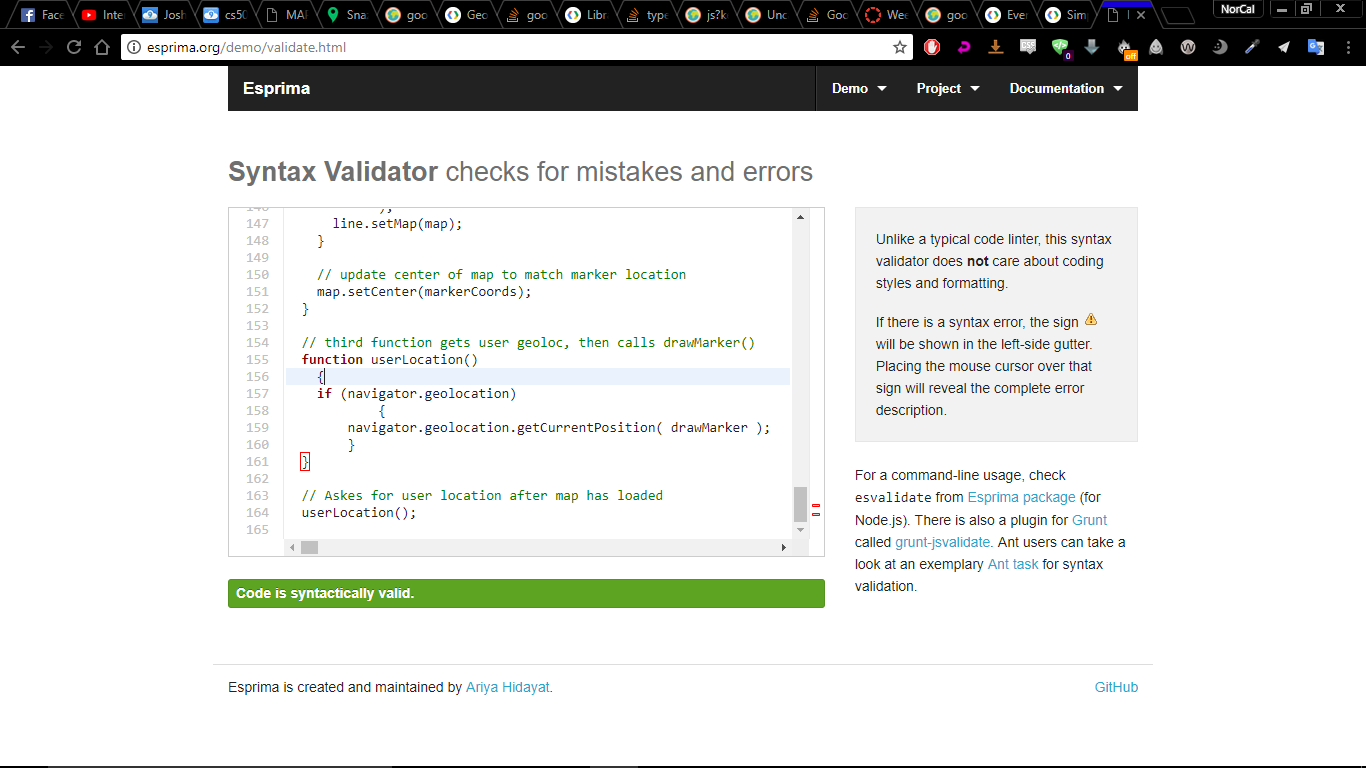 Face
Inte
Josh
cs50
MAI
Sna
goo
Geo
goo
Libr
type
js?k
Unc
Goo
Wee
goo
Ever
Sim
NorCal
esprima.org/demo/validate.html
off
0
Esprima
Demo
Project
Documentation
Syntax Validator checks for mistakes and errors
146 );
147 line.setMap(map);
148 }
149
150 // update center of map to match marker location
151 map.setCenter(markerCoords);
152 }
153
154 // third function gets user geoloc, then calls drawMarker()
155 function userLocation()
156 {
157 if (navigator.geolocation)
158 {
159 navigator.geolocation.getCurrentPosition( drawMarker );
160 }
161 }
162
163 // Askes for user location after map has loaded
164 userLocation();
165
Code is syntactically valid.
Unlike a typical code linter, this syntax
validator does not care about coding
styles and formatting.
If there is a syntax error, the sign
will be shown in the left-side gutter.
Placing the mouse cursor over that
sign will reveal the complete error
description.
For a command-line usage, check
esvalidate from Esprima package (for
Node.js). There is also a plugin for Grunt
called grunt-jsvalidate. Ant users can take a
look at an exemplary Ant task for syntax
validation.
Esprima is created and maintained by Ariya Hidayat.
GitHub